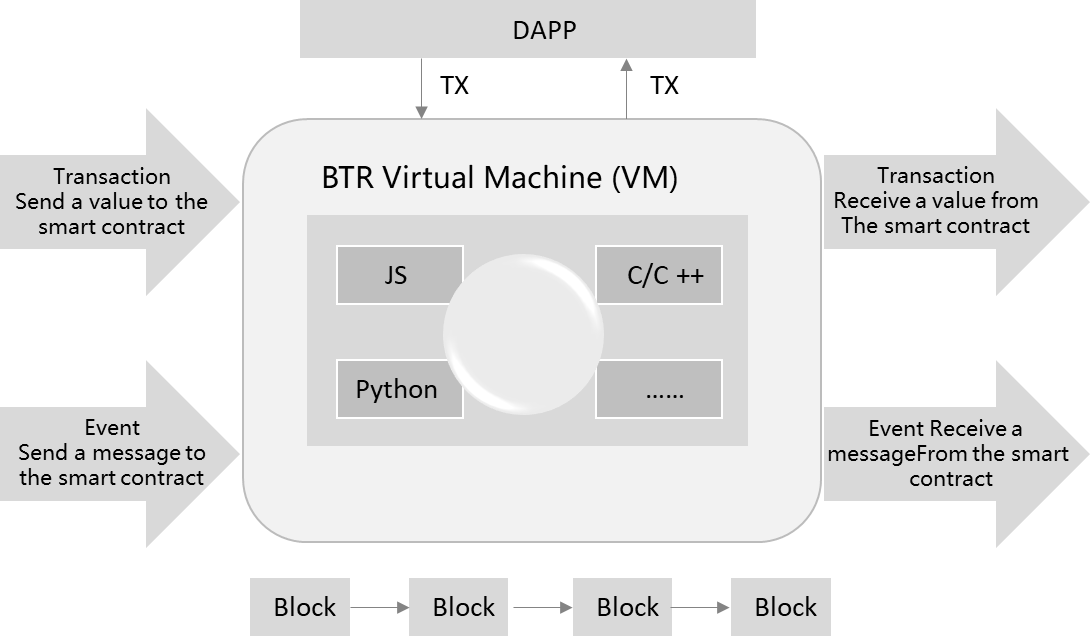 DAPP
TX
TX
BTR Virtual Machine (VM)
Transaction
Send a value to the
smart contract
Transaction
Receive a value from
The smart contract
JS
C/C ++
Python
......
Event
Send a message to
the smart contract
Event Receive a
messageFrom the smart
contract
Block
Block
Block
Block